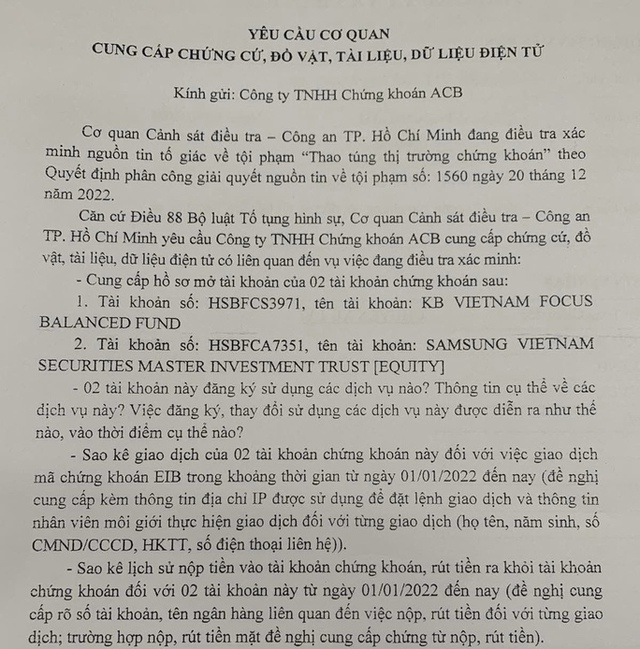 YÊU CẦU CƠ QUAN
CUNG CẤP CHỨNG CỨ, ĐỒ VẬT, TÀI LIỆU, DỮ LIỆU ĐIỆN TỬ
Kính gửi: Công ty TNHH Chứng khoán ACB
Cơ quan Cảnh sát điều tra – Công an TP. Hồ Chí Minh đang điều tra xác
minh nguồn tin tố giác về tội phạm “Thao túng thị trường chứng khoán” theo
Quyết định phân công giải quyết nguồn tin về tội phạm số: 1560 ngày 20 tháng 12
năm 2022.
Căn cứ Điều 88 Bộ luật Tố tụng hình sự, Cơ quan Cảnh sát điều tra – Công an
TP. Hồ Chí Minh yêu cầu Công ty TNHH Chứng khoán ACB cung cấp chứng cứ, đồ
vật, tài liệu, dữ liệu điện tử có liên quan đến vụ việc đang điều tra xác minh:
- Cung cấp hồ sơ mở tài khoản của 02 tài khoản chứng khoán sau:
1. Tài khoản số: HSBFCS3971, tên tài khoản: KB VIETNAM FOCUS
BALANCED FUND
2. Tài khoản số: HSBFCA7351, tên tài khoản: SAMSUNG VIETNAM
SECURITIES MASTER INVESTMENT TRUST [EQUITY]
- 02 tài khoản này đăng ký sử dụng các dịch vụ nào? Thông tin cụ thể về các
dịch vụ này? Việc đăng ký, thay đổi sử dụng các dịch vụ này được diễn ra như thế
nào, vào thời điểm cụ thể nào?
- Sao kê giao dịch của 02 tài khoản chứng khoán này đối với việc giao dịch
mã chứng khoán EIB trong khoảng thời gian từ ngày 01/01/2022 đến nay (đề nghị
cung cấp kèm thông tin địa chỉ IP được sử dụng để đặt lệnh giao dịch và thông tin
nhân viên môi giới thực hiện giao dịch đối với từng giao dịch (họ tên, năm sinh, số
CMND/CCCD, HKTT, số điện thoại liên hệ)).
- Sao kê lịch sử nộp tiền vào tài khoản chứng khoán, rút tiền ra khỏi tài khoản
chứng khoán đối với 02 tài khoản này từ ngày 01/01/2022 đến nay (đề nghị cung
cấp rõ số tài khoản, tên ngân hàng liên quan đến việc nộp, rút tiền đối với từng giao
dịch; trường hợp nộp, rút tiền mặt đề nghị cung cấp chứng từ nộp, rút tiền).